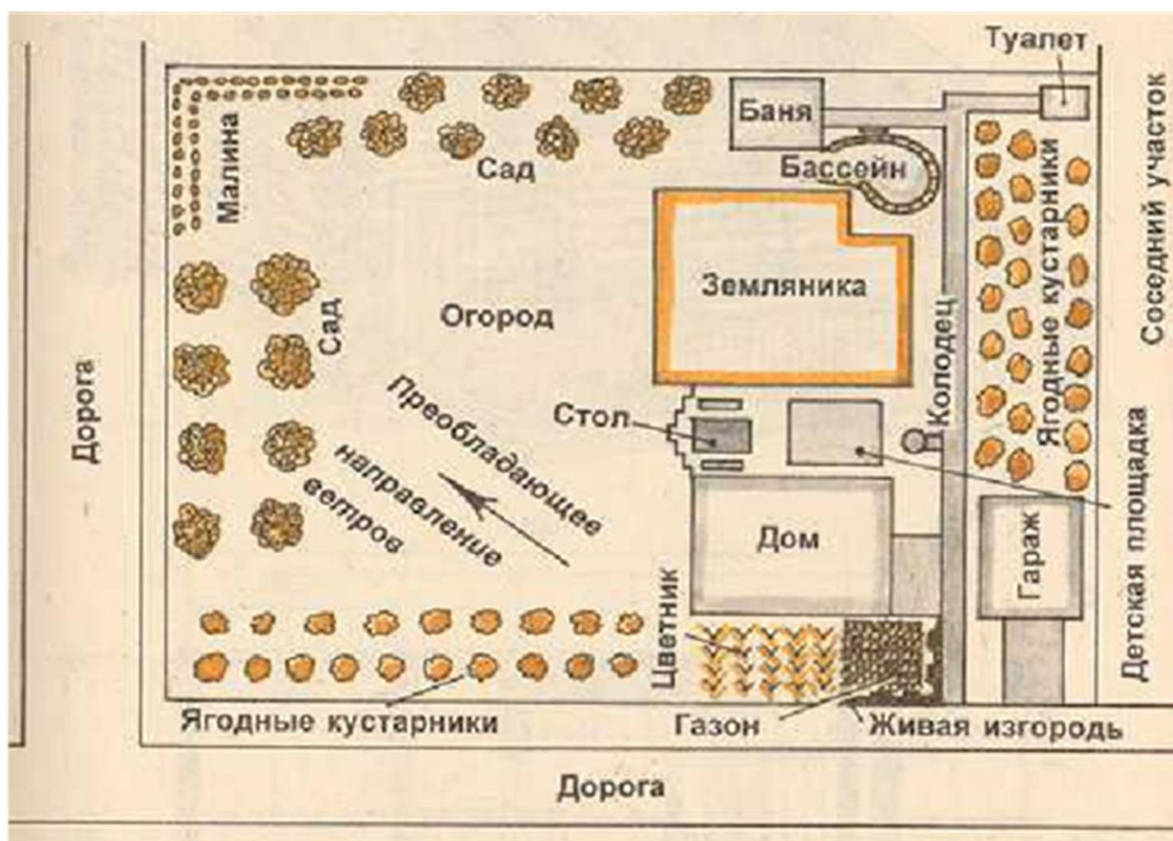 Туалет
Баня
Бассейн
Малина
Сад
Ягодные кустарники
Соседний участок
Земляника
Огород
Сад
Колодец
Дорога
Преобладающее
направление
ветров
Стол
Дом
Гараж
Детская площадка
Цветник
Ягодные кустарники
Газон
Живая изгородь
Дорога